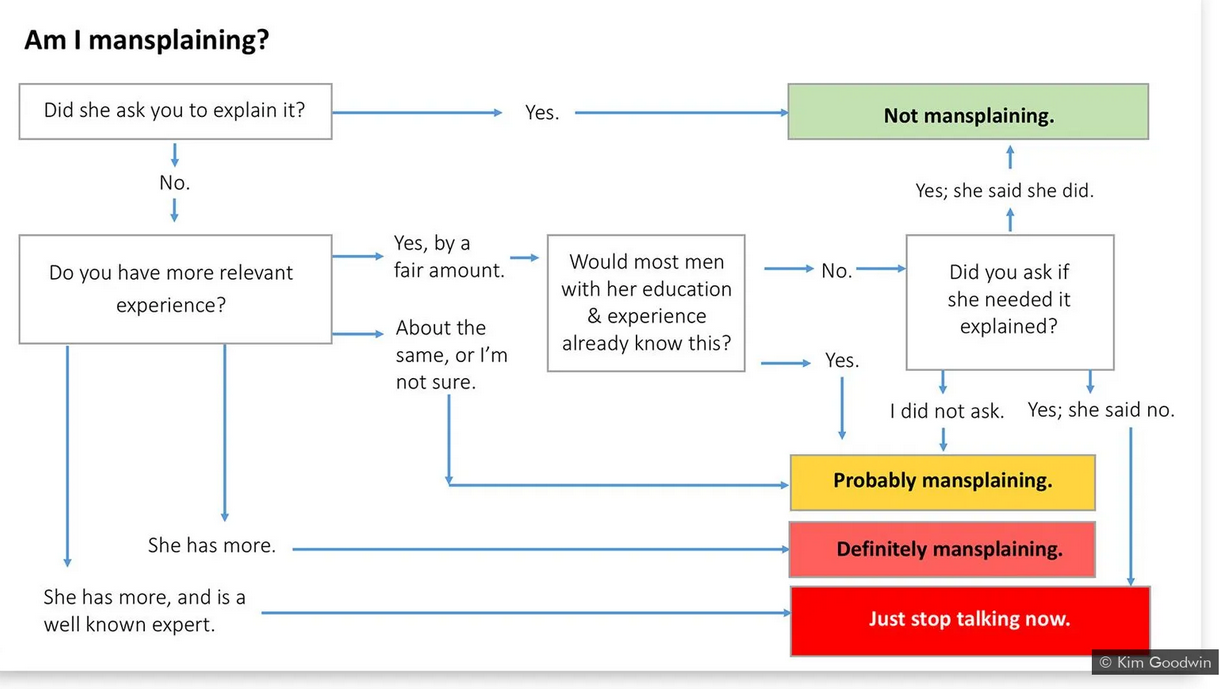 Am I mansplaining?
Did she ask you to explain it?
Yes.
Not mansplaining.
No.
Yes; she said she did.
Do you have more relevant
experience?
Yes, by a
fair amount.
Would most men
with her education
& experience
already know this?
No.
Did you ask if
she needed it
explained?
About the
same, or I'm
not sure.
Yes.
I did not ask.
Yes; she said no.
Probably mansplaining.
She has more.
Definitely mansplaining.
She has more, and is a
well known expert.
Just stop talking now.
© Kim Goodwin